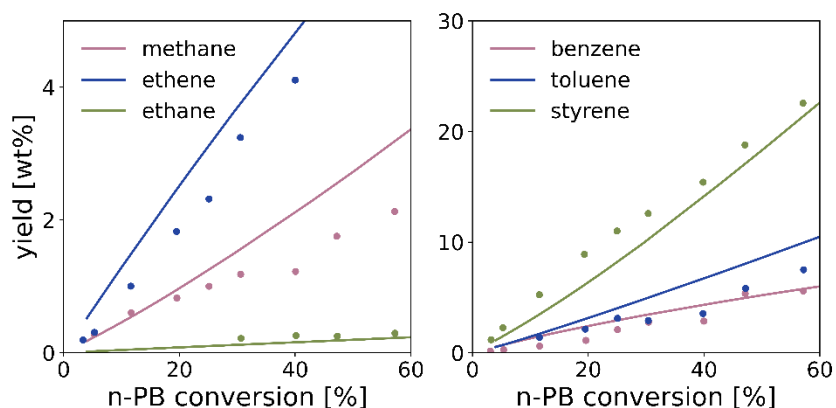 methane
ethene
ethane
yield [wt%]
4
2
0
0
20
40
60
n-PB conversion [%]
benzene
toluene
styrene
30
20
10
0
0
20
40
60
n-PB conversion [%]